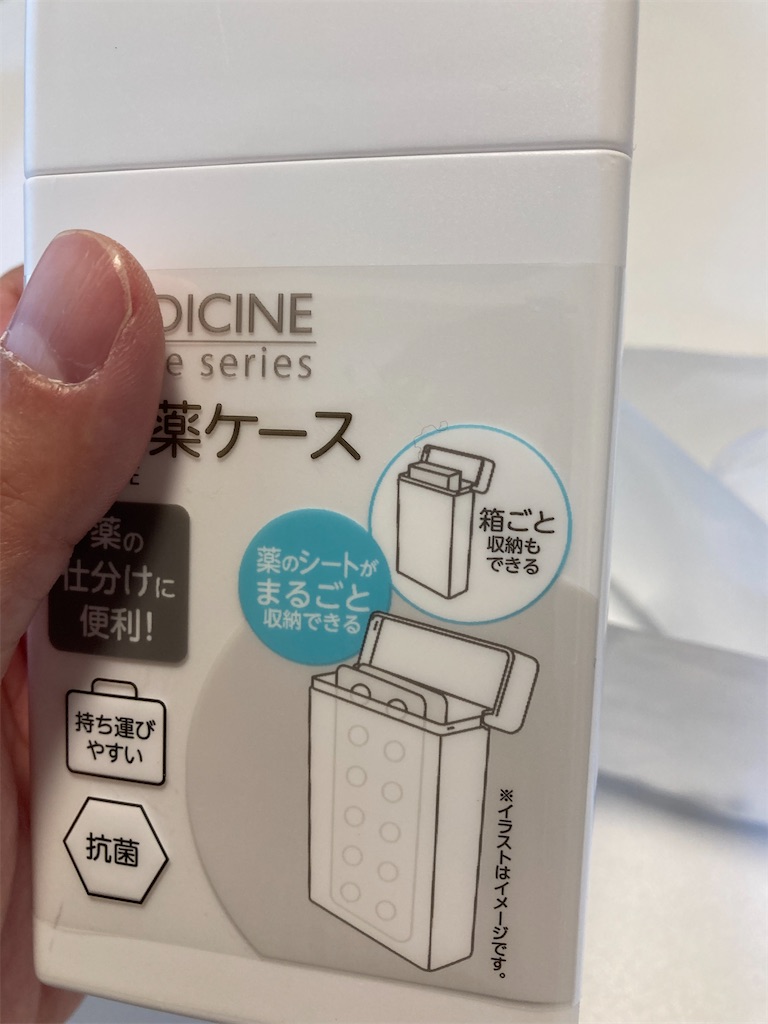 DICINE
e series
薬ケース
E
薬の
仕分けに
便利!
箱ごと
収納も
できる
薬のシートが
まるごと
収納できる
持ち運び
やすい
抗菌
※イラストはイメージです。